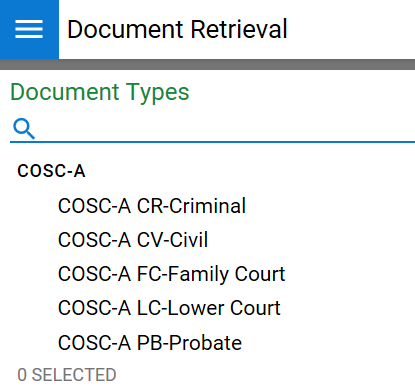 Document Retrieval
Document Types
COSC-A
COSC-A CR-Criminal
COSC-A CV-Civil
COSC-A FC-Family Court
COSC-A LC-Lower Court
COSC-A PB-Probate
0 SELECTED